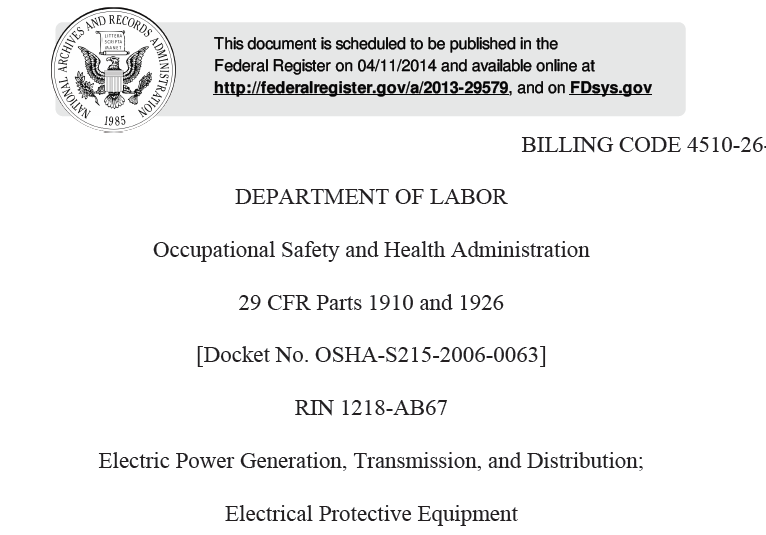 NATIONAL ARCHIVES AND RECORDS ADMINISTRATION
LITTERA
SCRIPTA
MANET
1985
This document is scheduled to be published in the
Federal Register on 04/11/2014 and available online at
http://federalregister.gov/a/2013-29579, and on FDsys.gov
BILLING CODE 4510-26-
DEPARTMENT OF LABOR
Occupational Safety and Health Administration
29 CFR Parts 1910 and 1926
[Docket No. OSHA-S215-2006-0063]
RIN 1218-AB67
Electric Power Generation, Transmission, and Distribution;
Electrical Protective Equipment